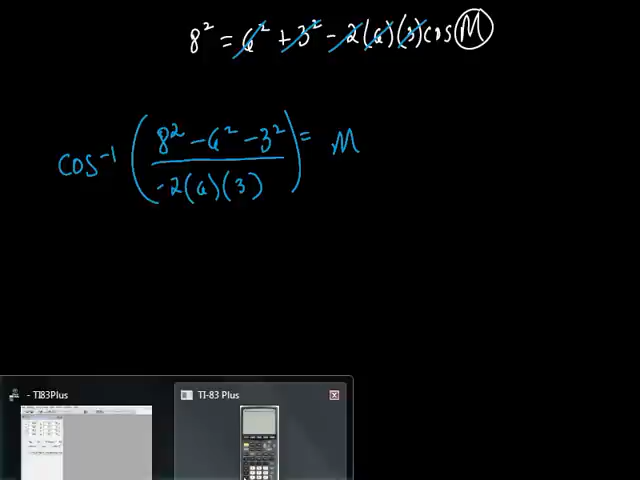 8² = 6² + 3² - 2(6)(3)cos M
cos⁻¹ ( (8² - 6² - 3²) / (-2(6)(3)) ) = M
- TI83Plus
TI-83 Plus